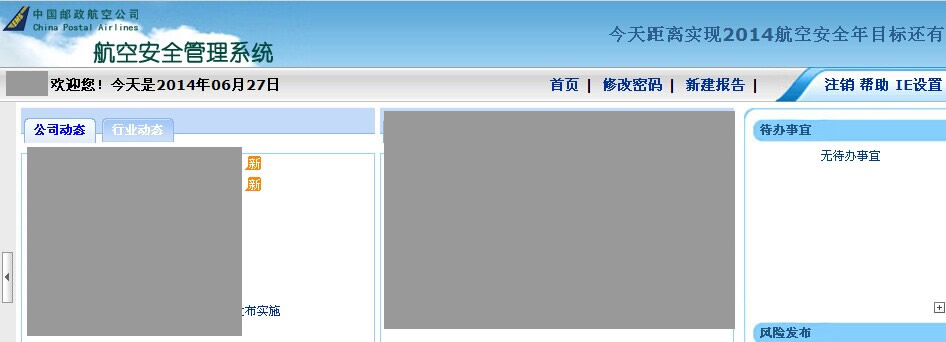 中国邮政航空公司
China Postal Airlines
航空安全管理系统
今天距离实现2014航空安全年目标还有
欢迎您！今天是2014年06月27日
首页 | 修改密码 | 新建报告 |
注销 帮助 IE设置
公司动态 行业动态
新
新
布实施
待办事宜
无待办事宜
风险发布